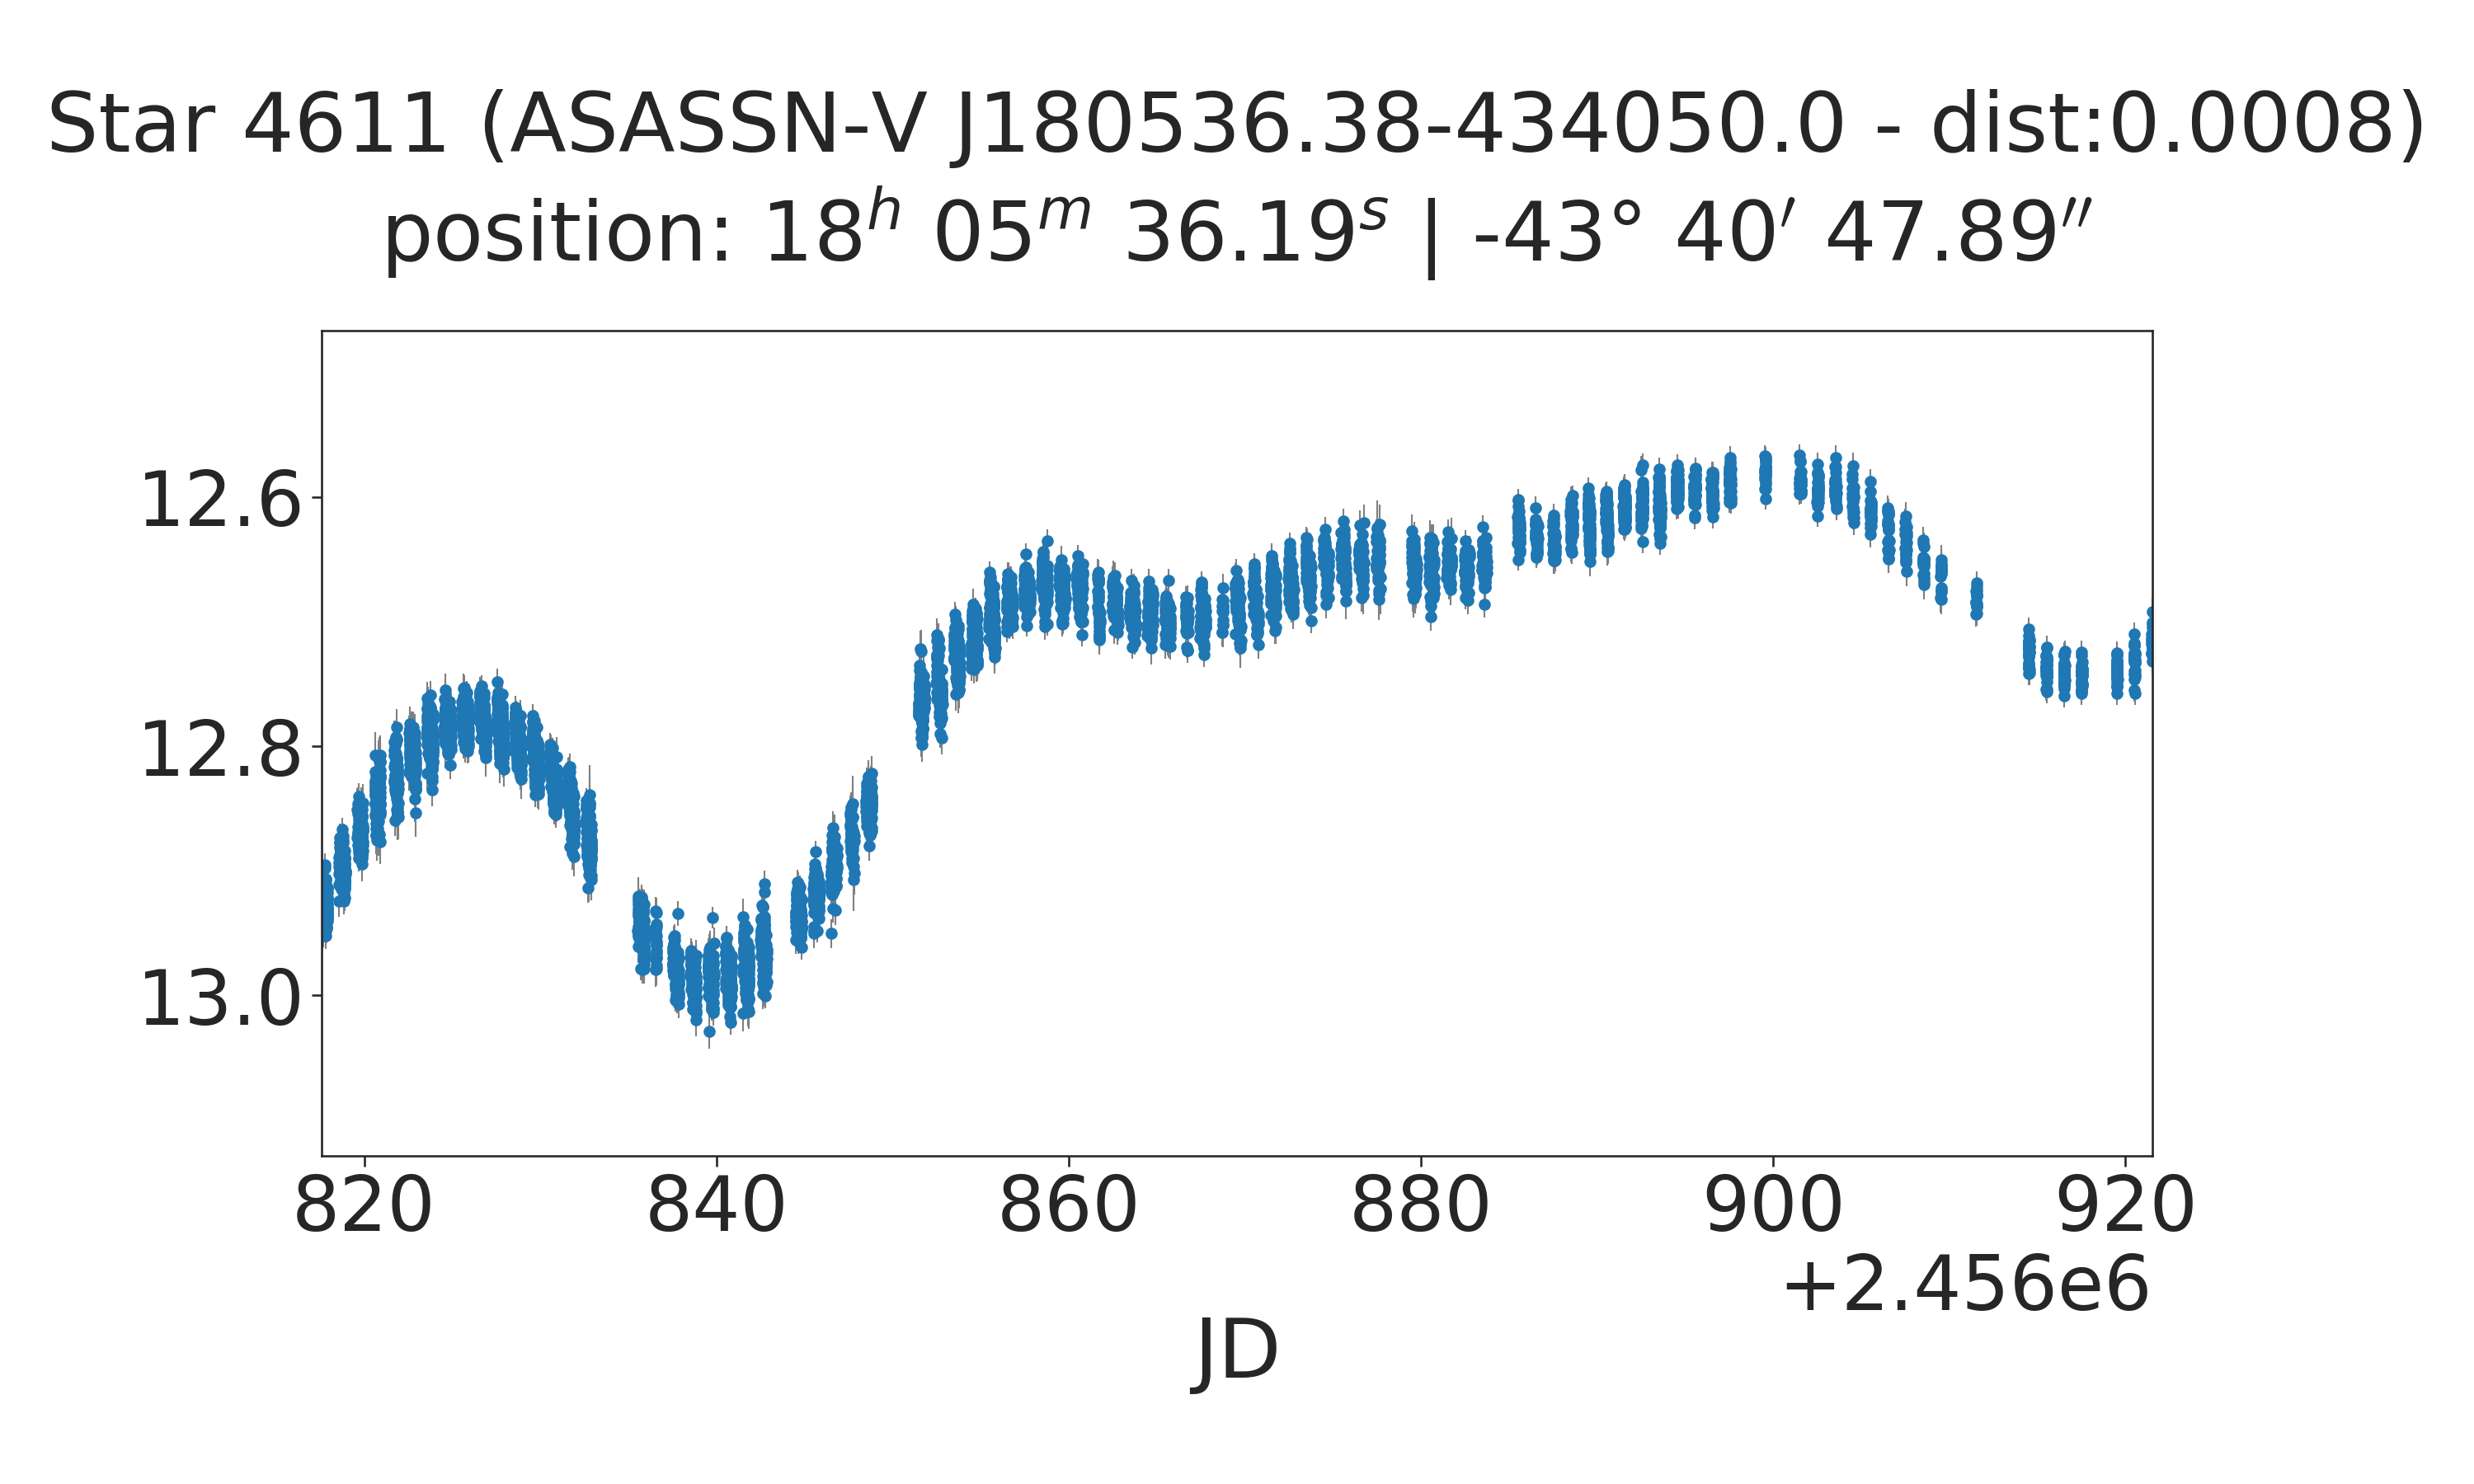 Star 4611 (ASASSN-V J180536.38-434050.0 - dist:0.0008)
position: 18h 05m 36.19s | -43° 40′ 47.89′′
12.6
12.8
13.0
820 840 860 880 900 920
+2.456e6
JD